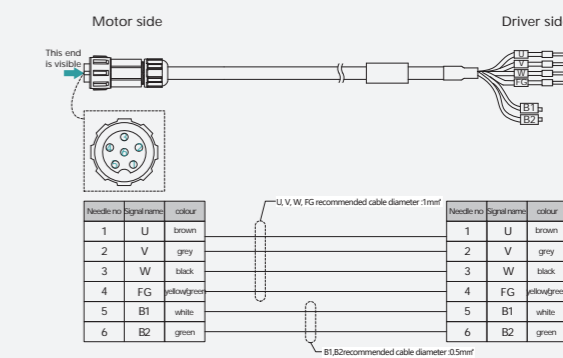 Motor side
Driver sid
This end
is visible
U
V
W
FG
B1
B2
U, V, W, FG recommended cable diameter :1mm²
Needle no Signal name colour
1 U brown
2 V grey
3 W black
4 FG yellow/green
5 B1 white
6 B2 green
Needle no Signal name colour
1 U brown
2 V grey
3 W black
4 FG yellow/gree
5 B1 white
6 B2 green
B1,B2recommended cable diameter :0.5mm²